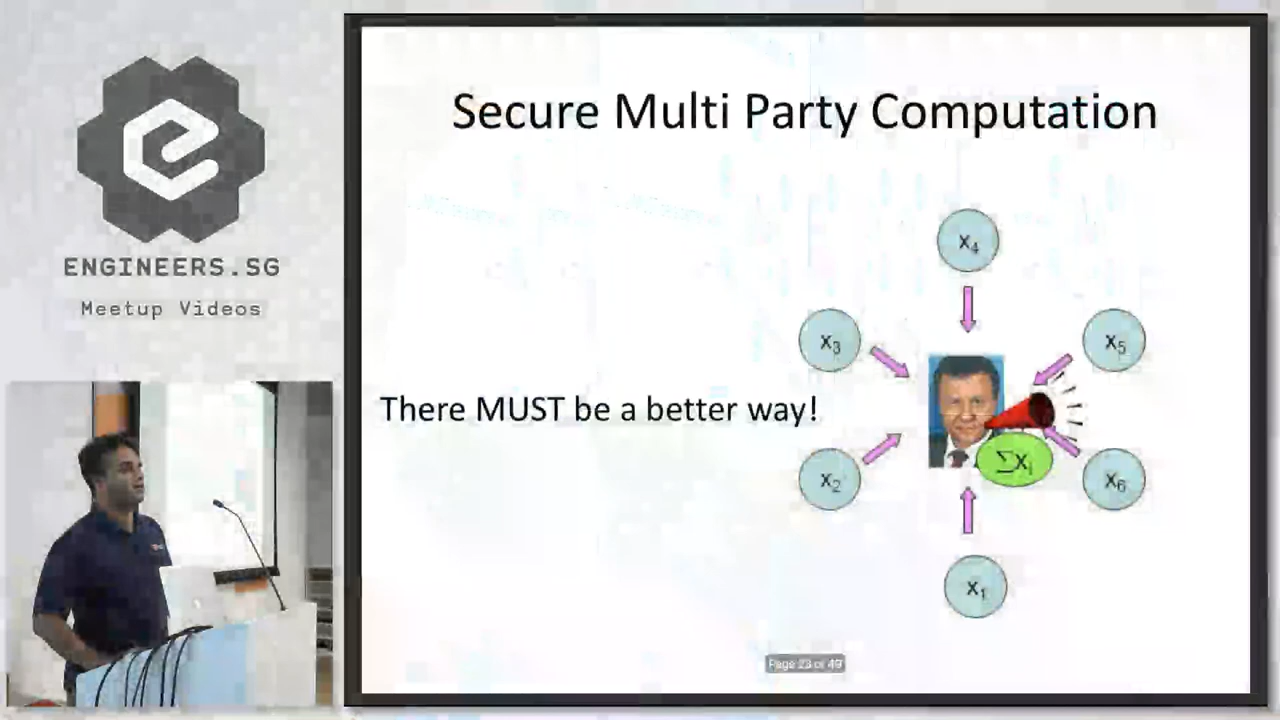 ENGINEERS.SG
Meetup Videos
Secure Multi Party Computation
x4
x3
x5
There MUST be a better way!
∑xi
x2
x6
x1
Page 23 of 49